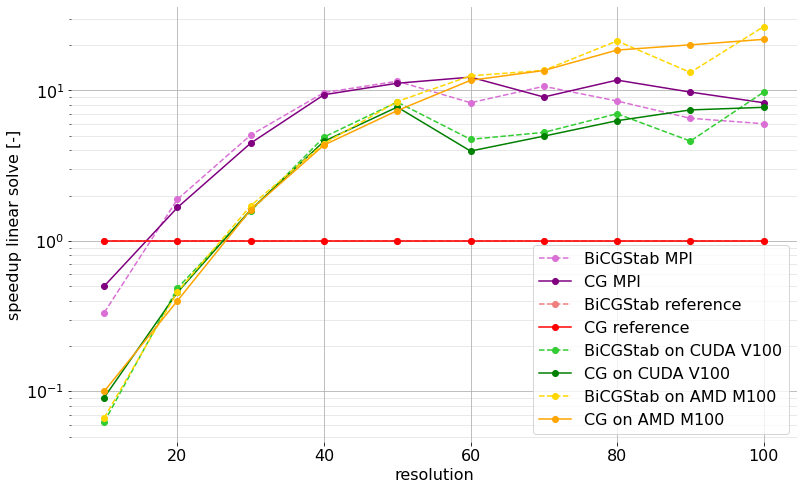 speedup linear solve [-]
10¹
10⁰
10⁻¹
20
40
60
80
100
resolution
BiCGStab MPI
CG MPI
BiCGStab reference
CG reference
BiCGStab on CUDA V100
CG on CUDA V100
BiCGStab on AMD M100
CG on AMD M100